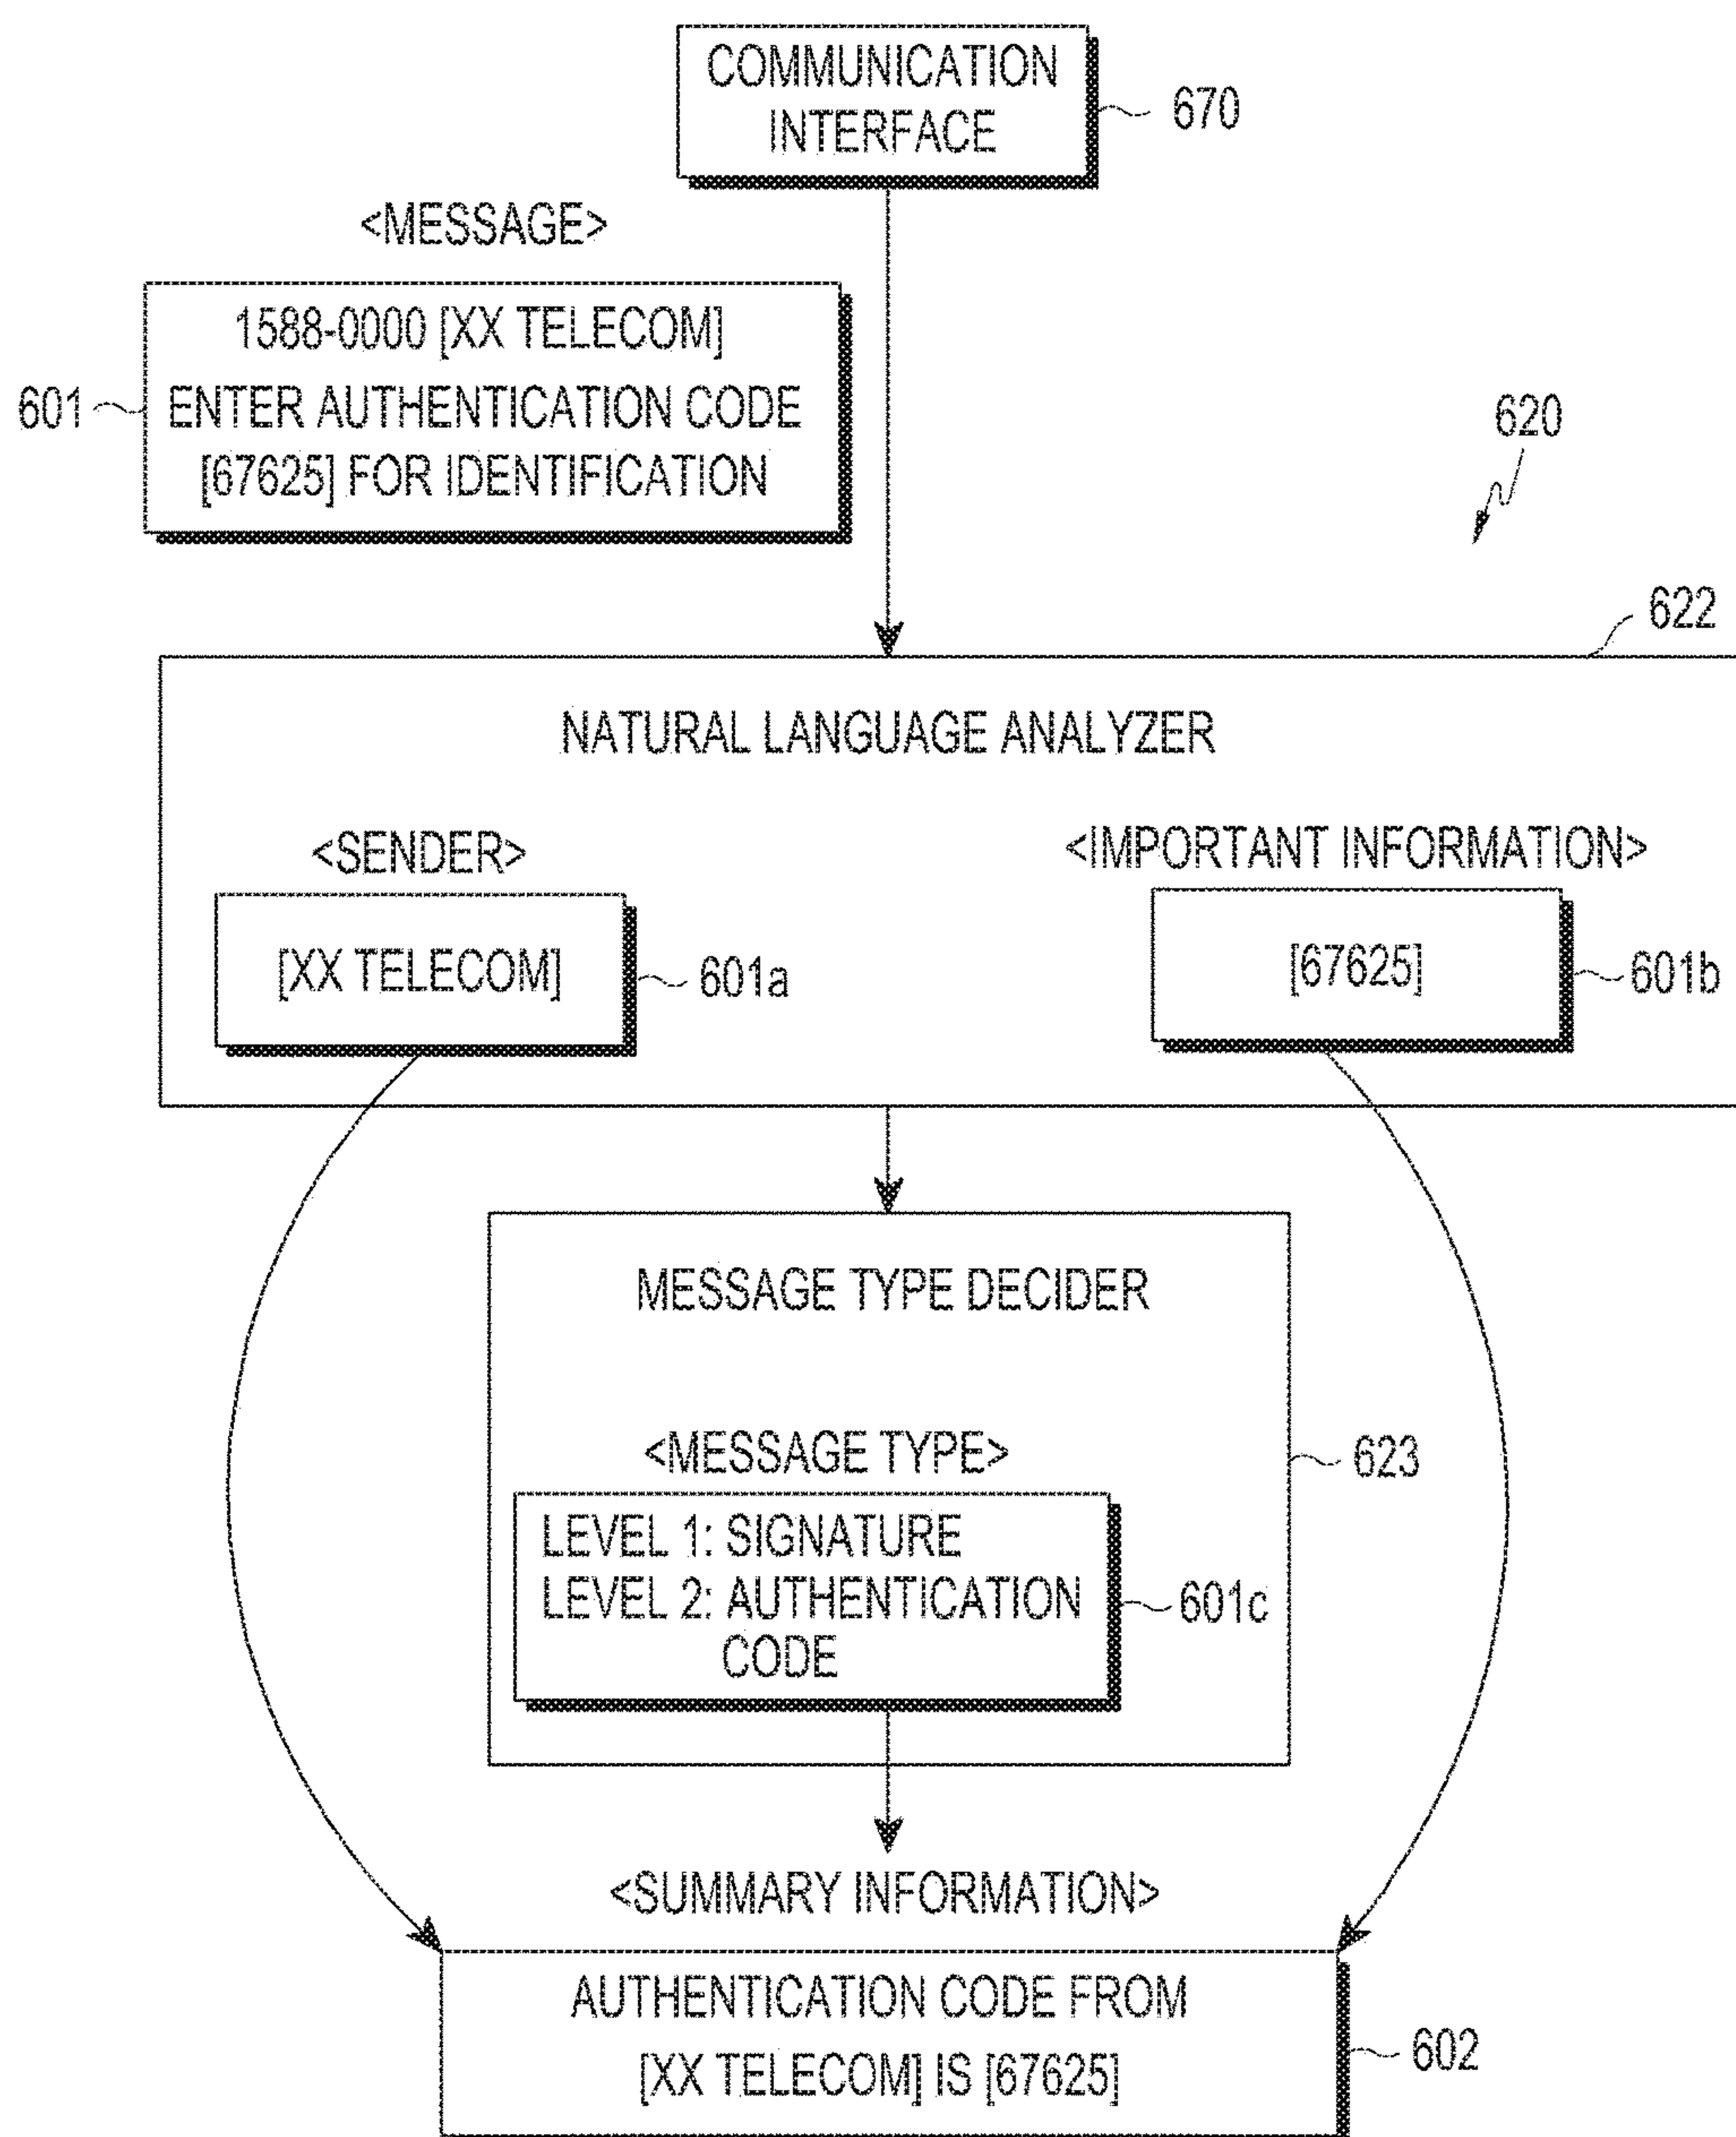 COMMUNICATION
INTERFACE
670
<MESSAGE>
1588-0000 [XX TELECOM]
ENTER AUTHENTICATION CODE
[67625] FOR IDENTIFICATION
601
620
622
NATURAL LANGUAGE ANALYZER
<SENDER>
[XX TELECOM]
601a
<IMPORTANT INFORMATION>
[67625]
601b
MESSAGE TYPE DECIDER
<MESSAGE TYPE>
623
LEVEL 1: SIGNATURE
LEVEL 2: AUTHENTICATION
CODE
601c
<SUMMARY INFORMATION>
AUTHENTICATION CODE FROM
[XX TELECOM] IS [67625]
602